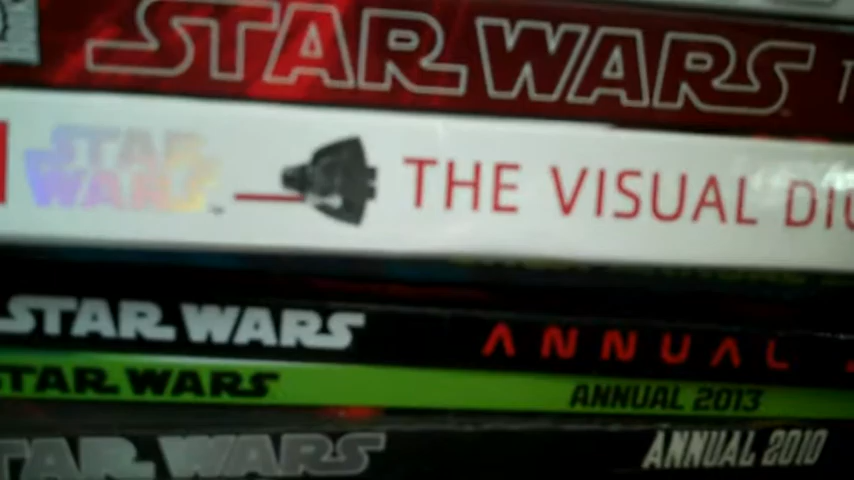 STAR WARS
STAR WARS THE VISUAL
STAR WARS ANNUAL
STAR WARS ANNUAL 2013
STAR WARS ANNUAL 2010